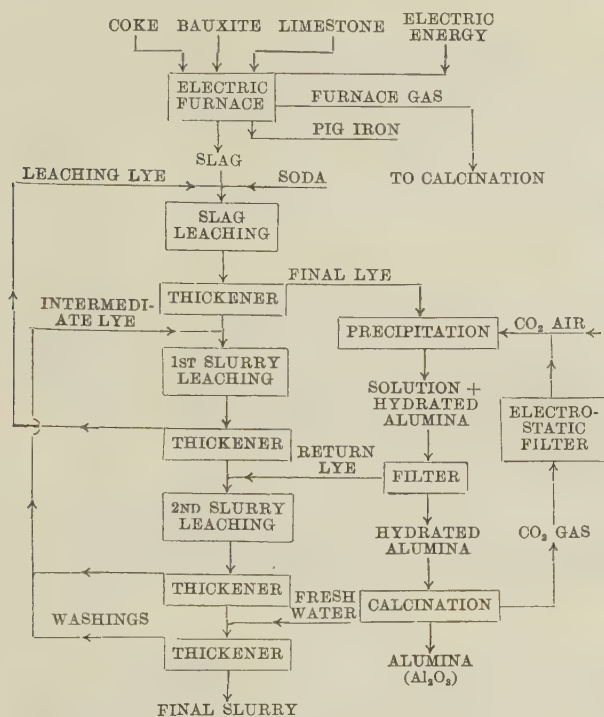 COKE BAUXITE LIMESTONE ELECTRIC
ENERGY
ELECTRIC
FURNACE
FURNACE GAS
PIG IRON
SLAG
TO CALCINATION
LEACHING LYE
SODA
SLAG
LEACHING
FINAL LYE
THICKENER
INTERMEDI-
ATE LYE
PRECIPITATION
CO₂ AIR
1ST SLURRY
LEACHING
SOLUTION +
HYDRATED
ALUMINA
ELECTRO-
STATIC
FILTER
THICKENER
RETURN
LYE
FILTER
2ND SLURRY
LEACHING
HYDRATED
ALUMINA
CO₂ GAS
THICKENER
FRESH
WATER
CALCINATION
WASHINGS
THICKENER
ALUMINA
(Al₂O₃)
FINAL SLURRY